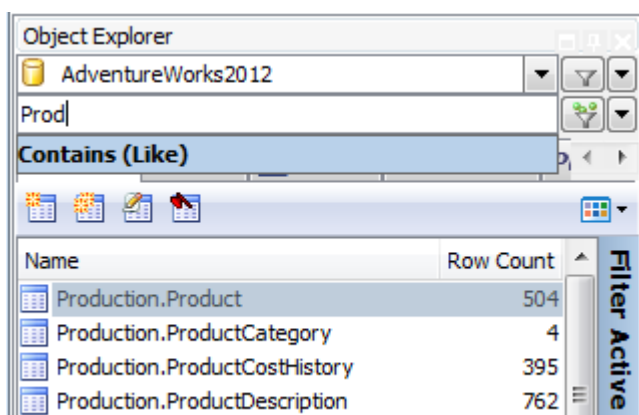 Object Explorer
AdventureWorks2012
Prod
Contains (Like)
Name Row Count
Production.Product 504
Production.ProductCategory 4
Production.ProductCostHistory 395
Production.ProductDescription 762
Filter Active